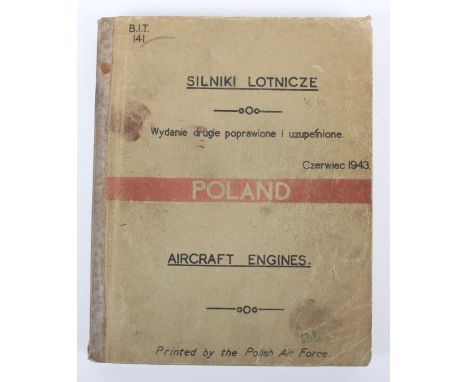 B.I.T.
141
SILNIKI LOTNICZE
Wydanie drugie poprawione i uzupełnione.
Czerwiec 1943.
POLAND
AIRCRAFT ENGINES.
Printed by the Polish Air Force.